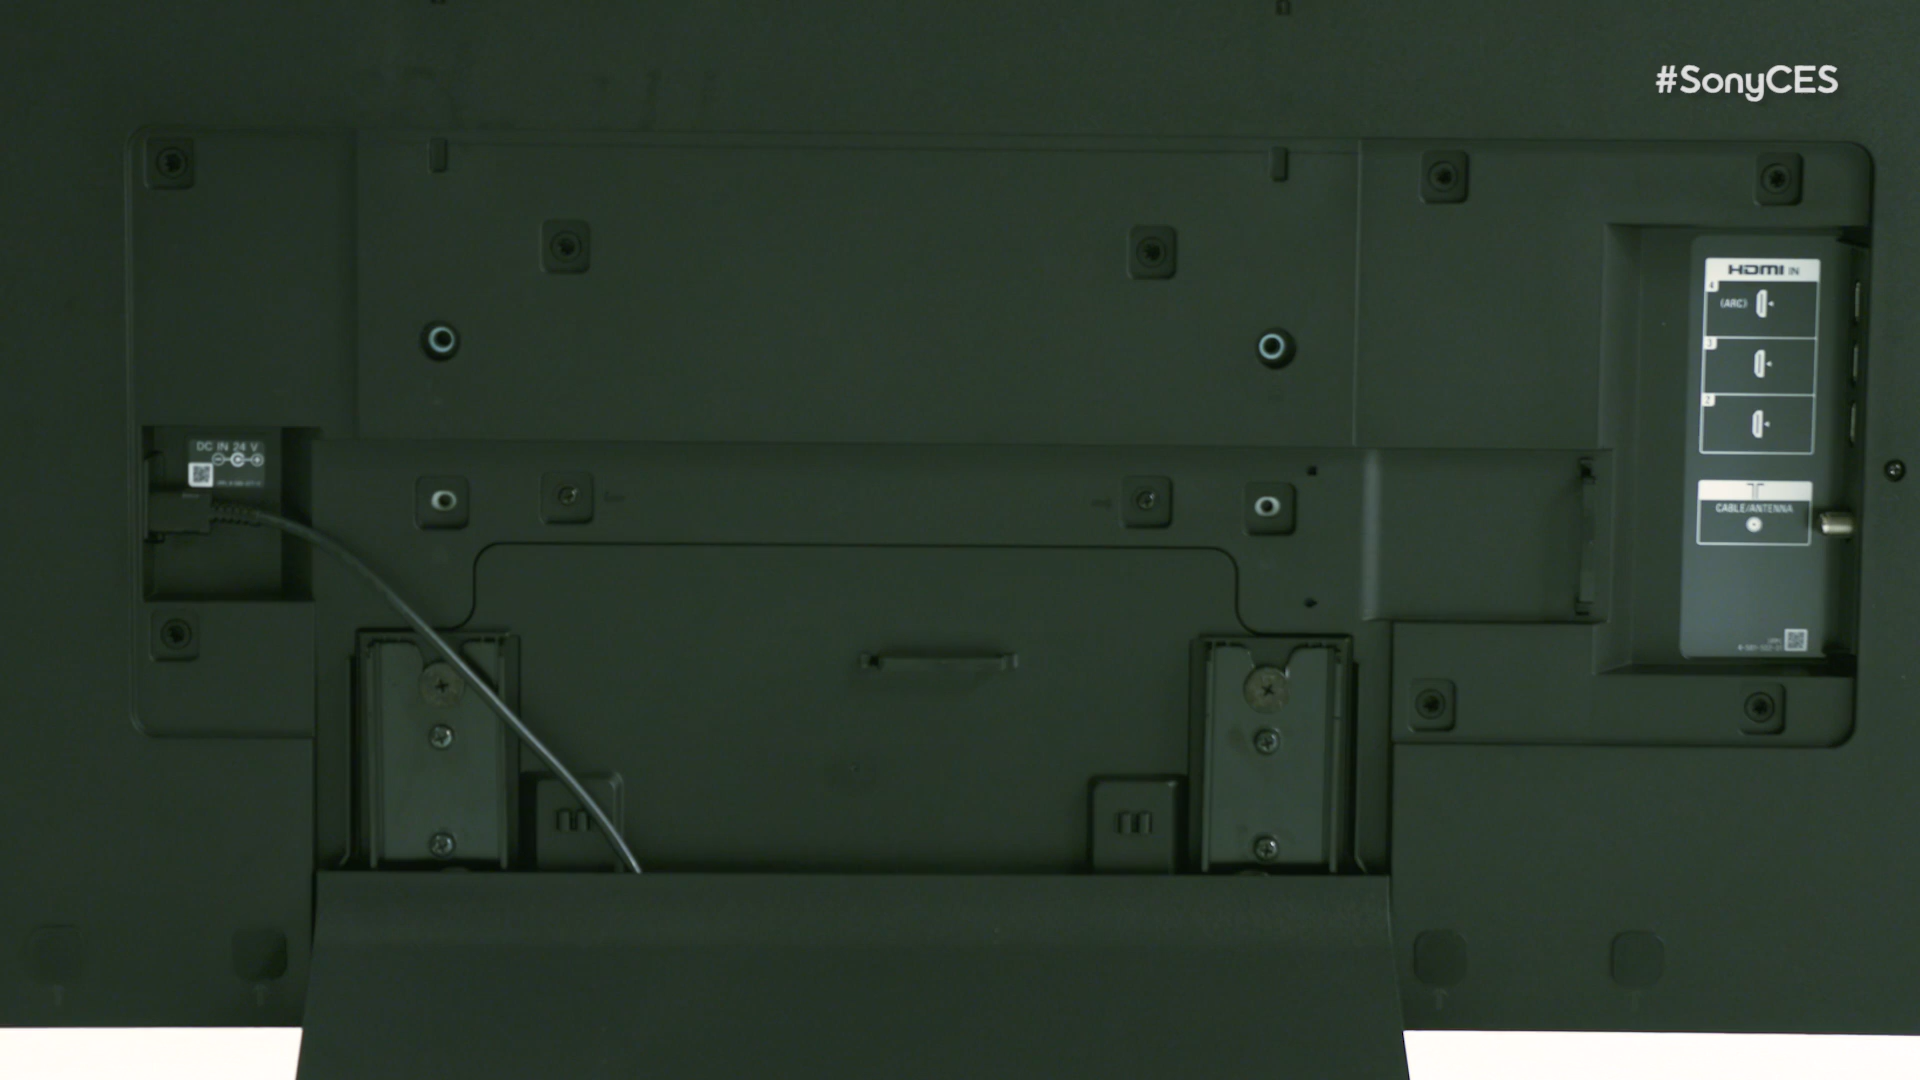 #SonyCES
HDMI IN
4
(ARC)
3
2
DC IN 24 V
CABLE/ANTENNA